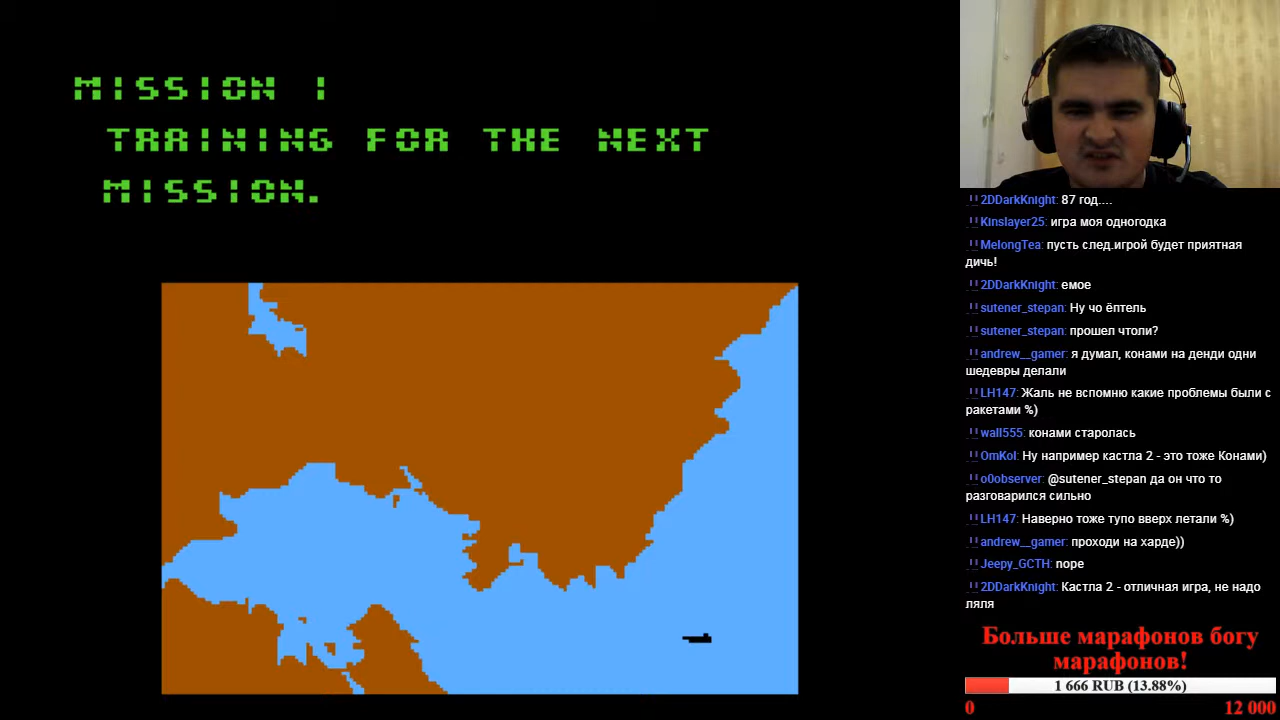 MISSION 1
TRAINING FOR THE NEXT
MISSION.
2DDarkKnight: 87 год....
Kinslayer25: игра моя одногодка
MelongTea: пусть след.игрой будет приятная
дичь!
2DDarkKnight: емое
sutener_stepan: Ну чо ёптель
sutener_stepan: прошел чтоли?
andrew__gamer: я думал, конами на денди одни
шедевры делали
LH147: Жаль не вспомню какие проблемы были с
ракетами %)
wall555: конами старолась
OmKol: Ну например кастла 2 - это тоже Конами)
o0observer: @sutener_stepan да он что то
разговарился сильно
LH147: Наверно тоже тупо вверх летали %)
andrew__gamer: проходи на харде))
Jeepy_GCTH: nope
2DDarkKnight: Кастла 2 - отличная игра, не надо
ляля
Больше марафонов богу
марафонов!
1 666 RUB (13.88%)
0 12 000